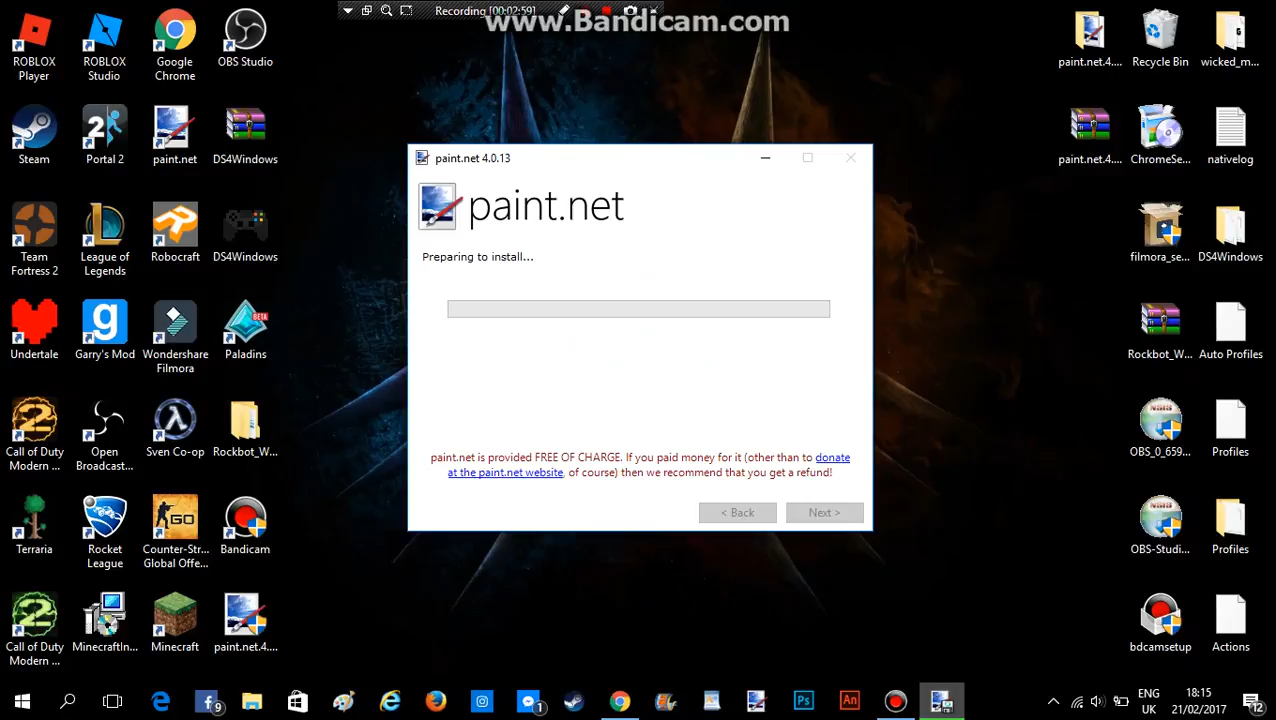 Recording [00:02:59]
www.Bandicam.com
ROBLOX Player
ROBLOX Studio
Google Chrome
OBS Studio
paint.net.4....
Recycle Bin
wicked_m...
Steam
Portal 2
paint.net
DS4Windows
paint.net.4....
ChromeSe...
nativelog
Team Fortress 2
League of Legends
Robocraft
DS4Windows
filmora_se...
DS4Windows
Undertale
Garry's Mod
Wondershare Filmora
Paladins
BETA
Rockbot_W...
Auto Profiles
Call of Duty Modern ...
Open Broadcast...
Sven Co-op
Rockbot_W...
OBS_0_659...
Profiles
Terraria
Rocket League
Counter-Str... Global Offe...
Bandicam
OBS-Studi...
Profiles
Call of Duty Modern ...
MinecraftIn...
Minecraft
paint.net.4....
bdcamsetup
Actions
paint.net 4.0.13
paint.net
Preparing to install...
paint.net is provided FREE OF CHARGE. If you paid money for it (other than to donate
at the paint.net website, of course) then we recommend that you get a refund!
< Back
Next >
9
1
Ps
An
ENG
UK
18:15
21/02/2017
12